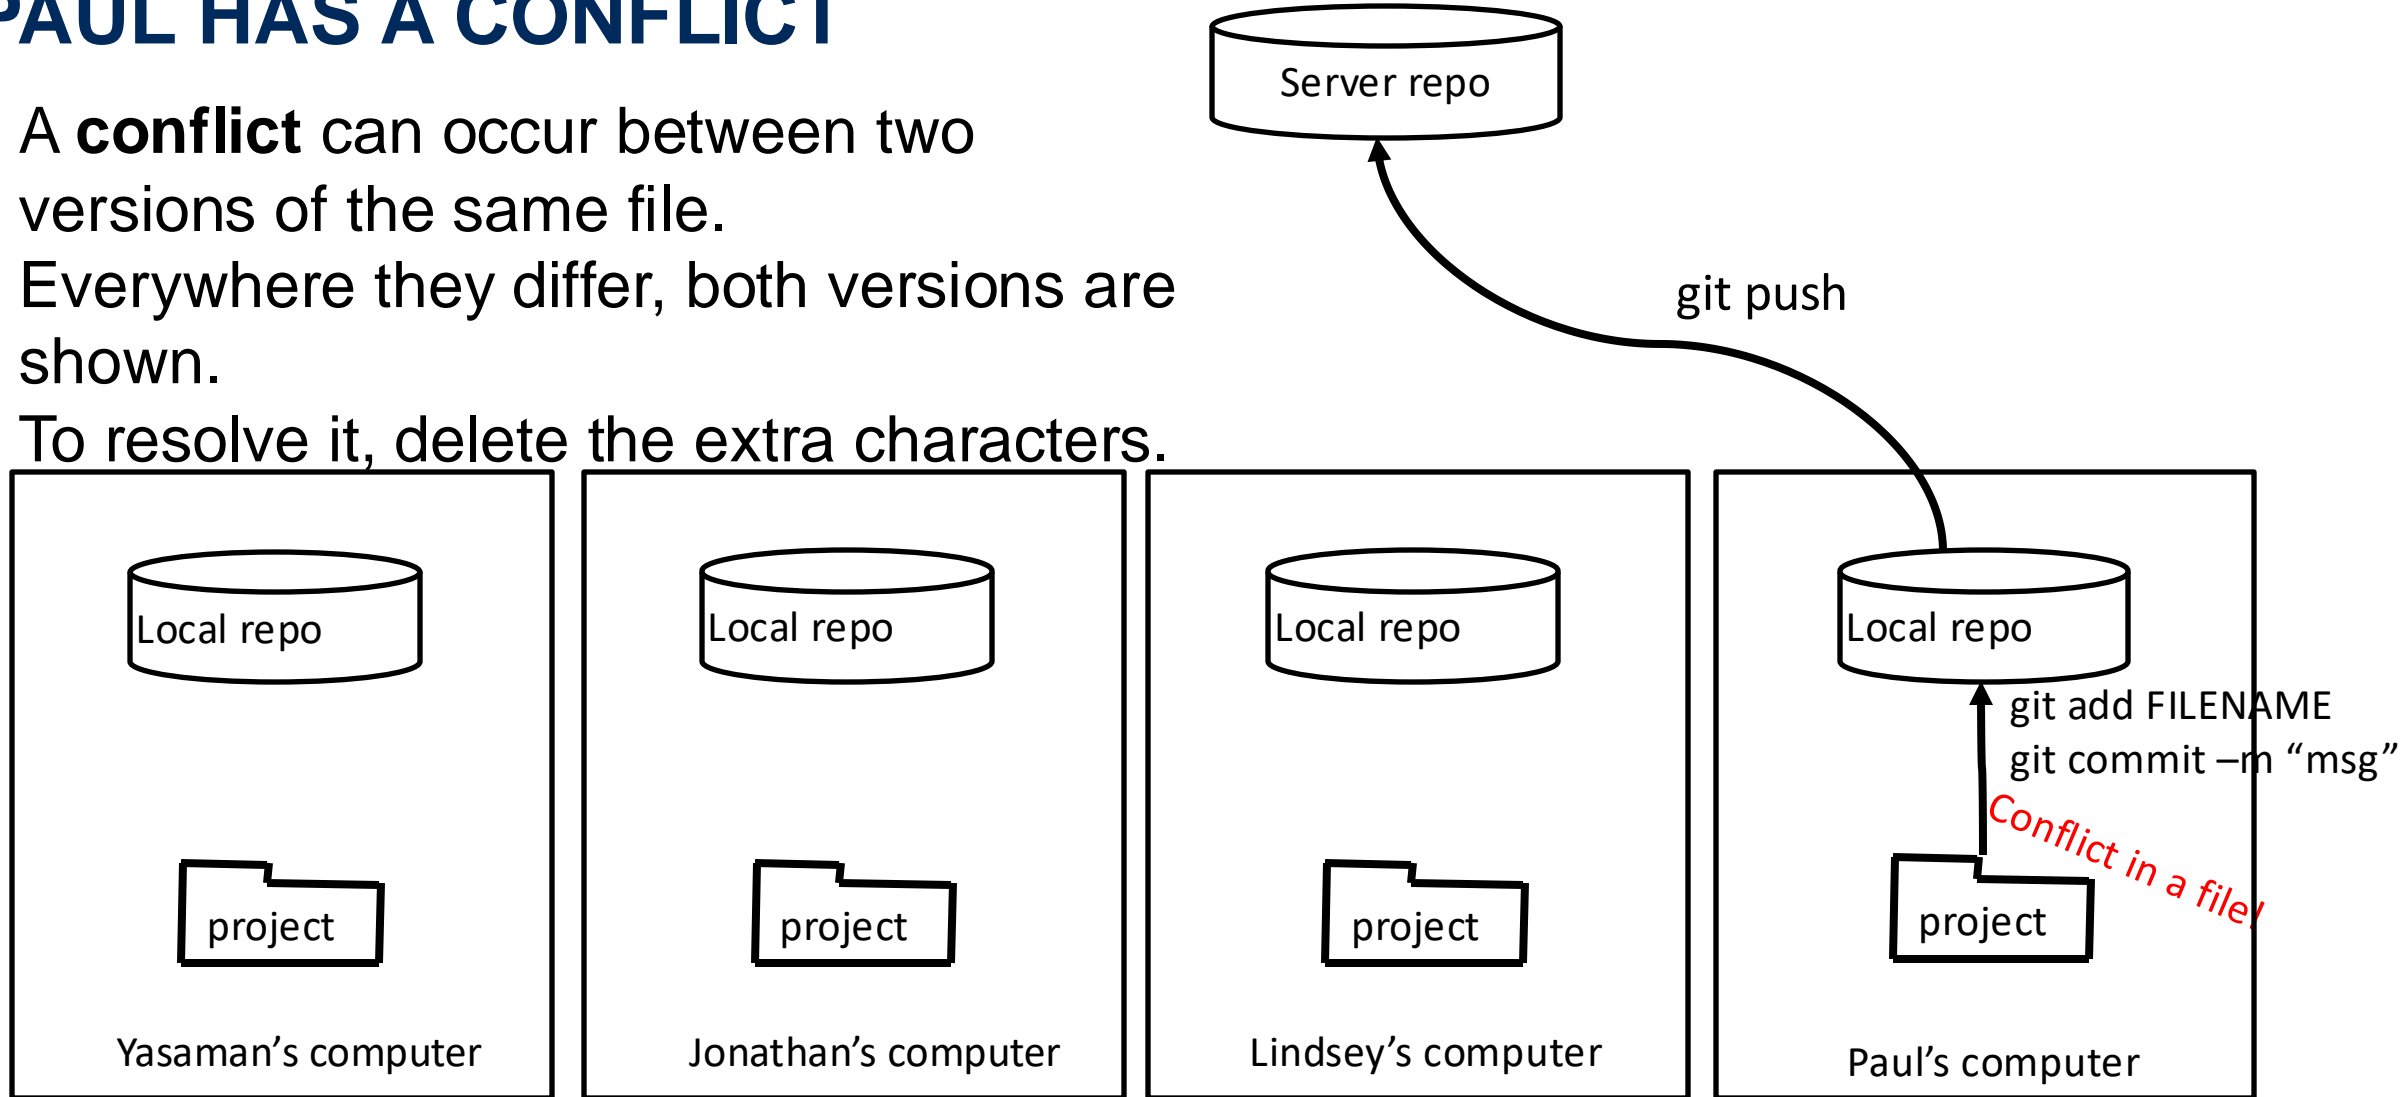 PAUL HAS A CONFLICT
A conflict can occur between two
versions of the same file.
Everywhere they differ, both versions are
shown.
To resolve it, delete the extra characters.
Server repo
git push
Local repo
project
Yasaman’s computer
Local repo
project
Jonathan’s computer
Local repo
project
Lindsey’s computer
Local repo
git add FILENAME
git commit –m “msg”
Conflict in a file!
project
Paul’s computer